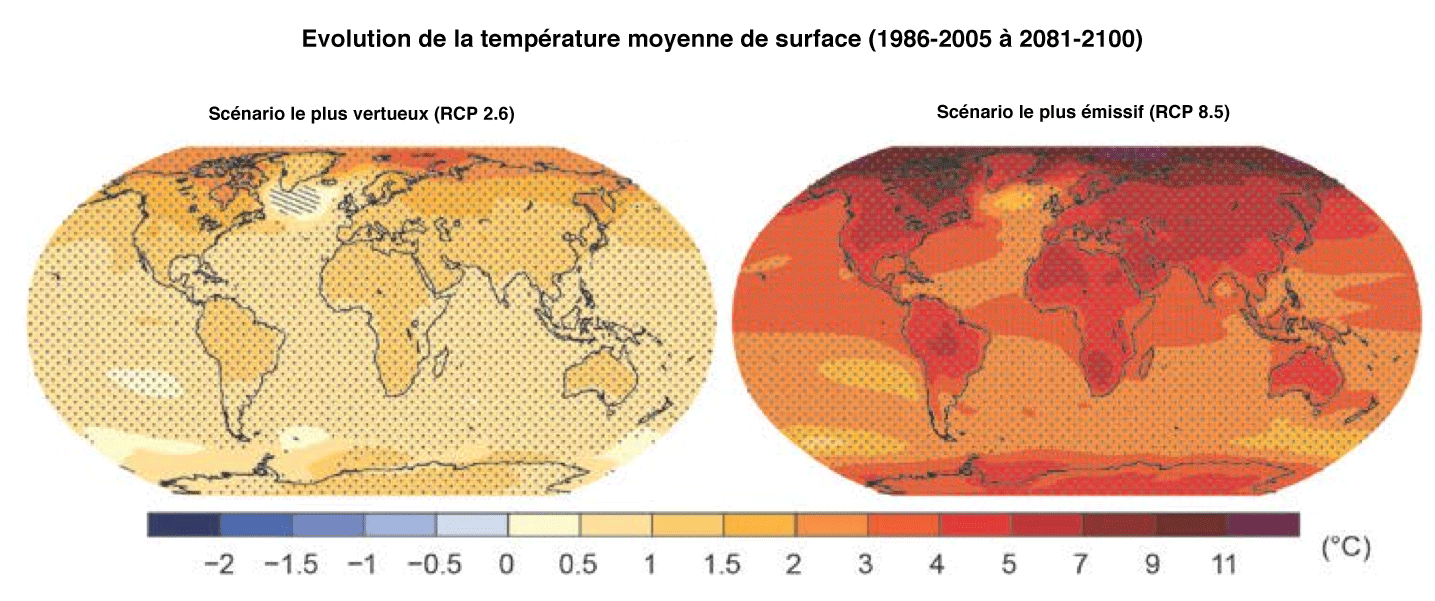 Evolution de la température moyenne de surface (1986-2005 à 2081-2100)
Scénario le plus vertueux (RCP 2.6)
Scénario le plus émissif (RCP 8.5)
−2 −1.5 −1 −0.5 0 0.5 1 1.5 2 3 4 5 7 9 11 (°C)